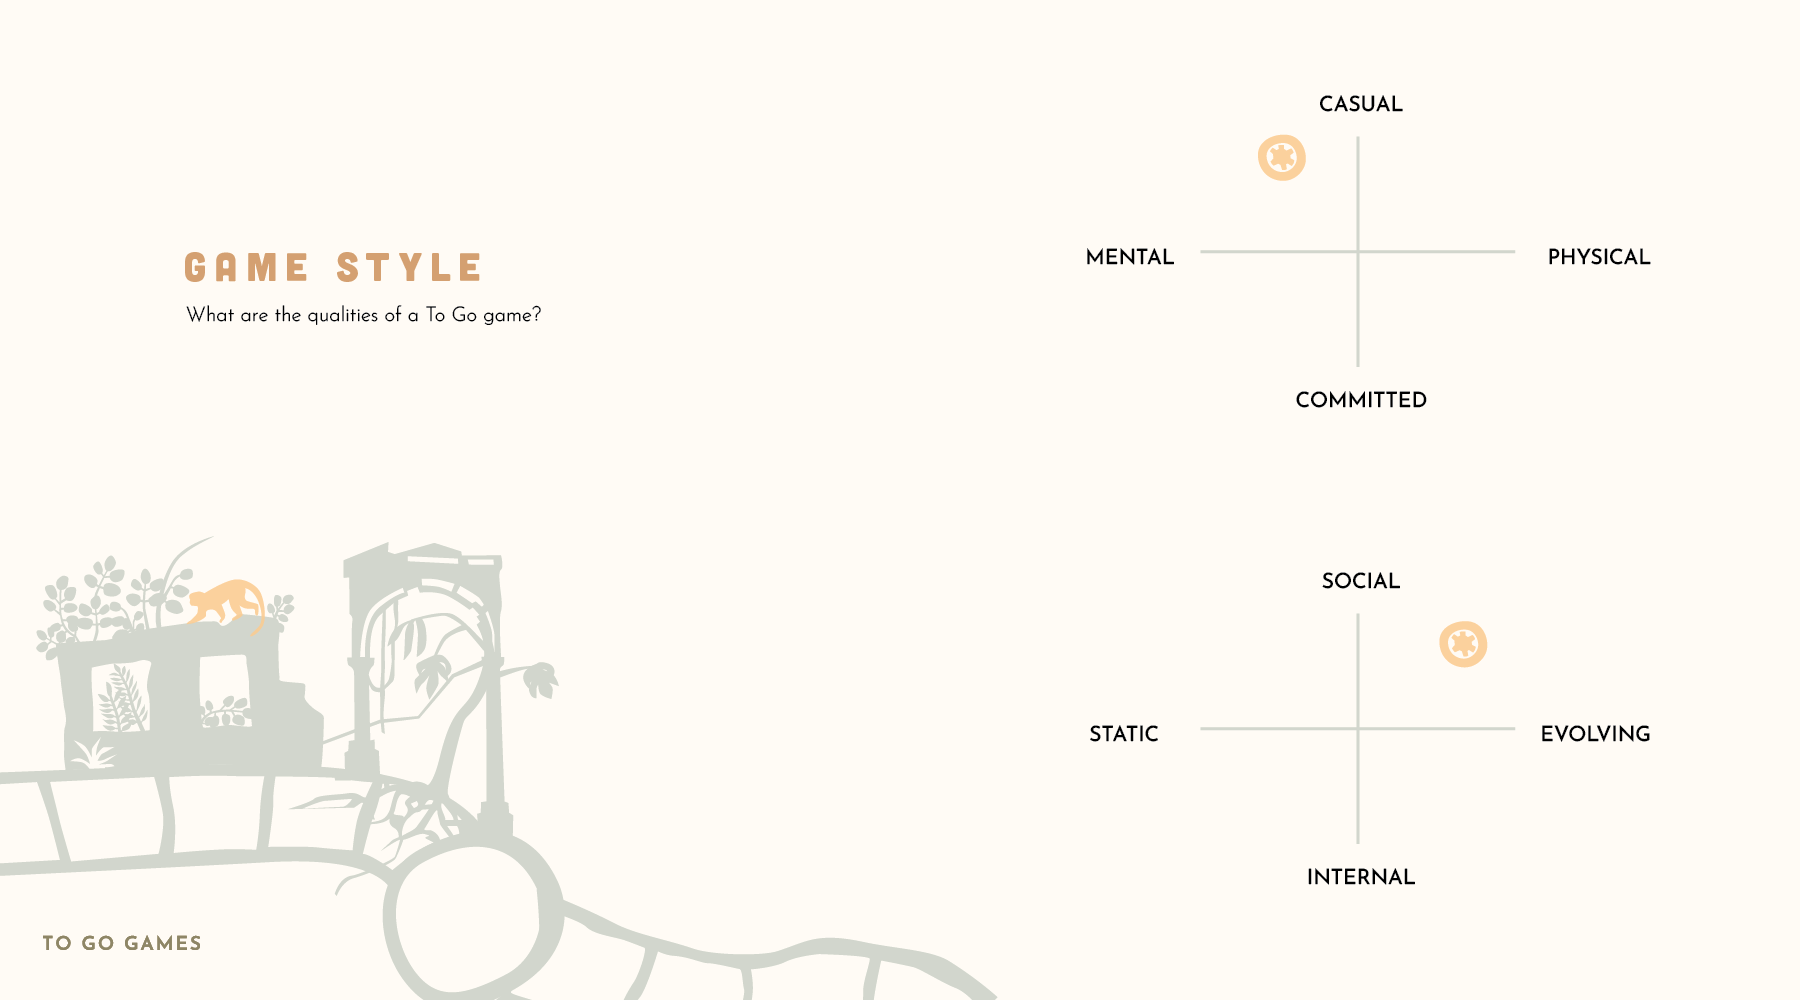 GAME STYLE
What are the qualities of a To Go game?
CASUAL
MENTAL
PHYSICAL
COMMITTED
SOCIAL
STATIC
EVOLVING
INTERNAL
TO GO GAMES